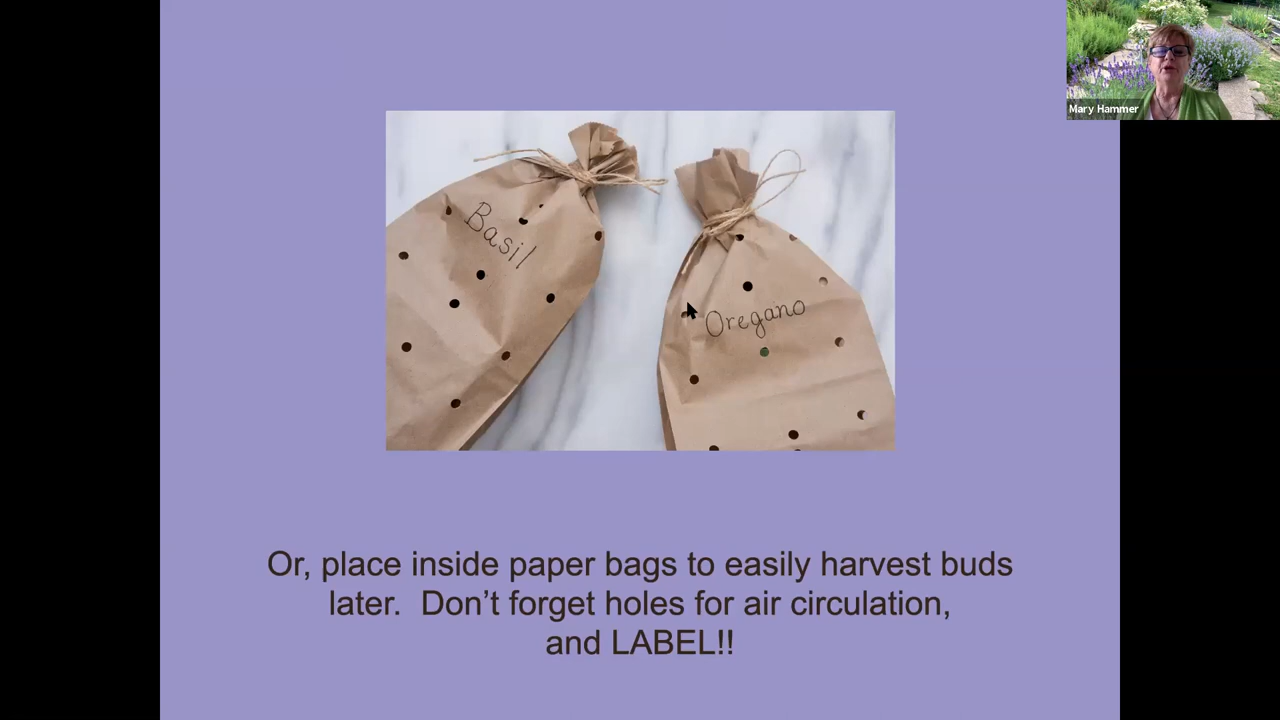 Mary Hammer
Basil
Oregano
Or, place inside paper bags to easily harvest buds
later.  Don't forget holes for air circulation,
and LABEL!!